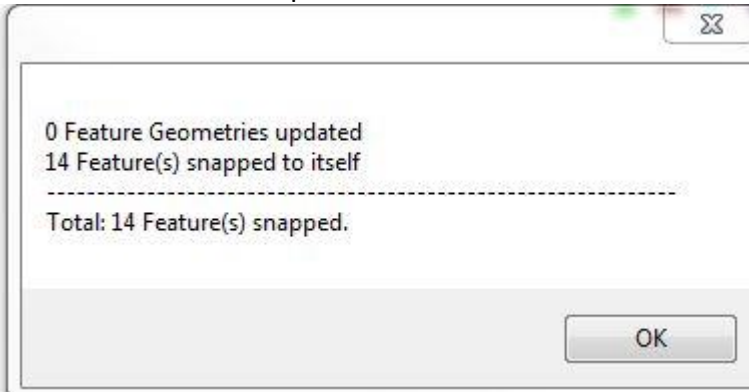 0 Feature Geometries updated
14 Feature(s) snapped to itself
--------------------------------------------------------------
Total: 14 Feature(s) snapped.
OK